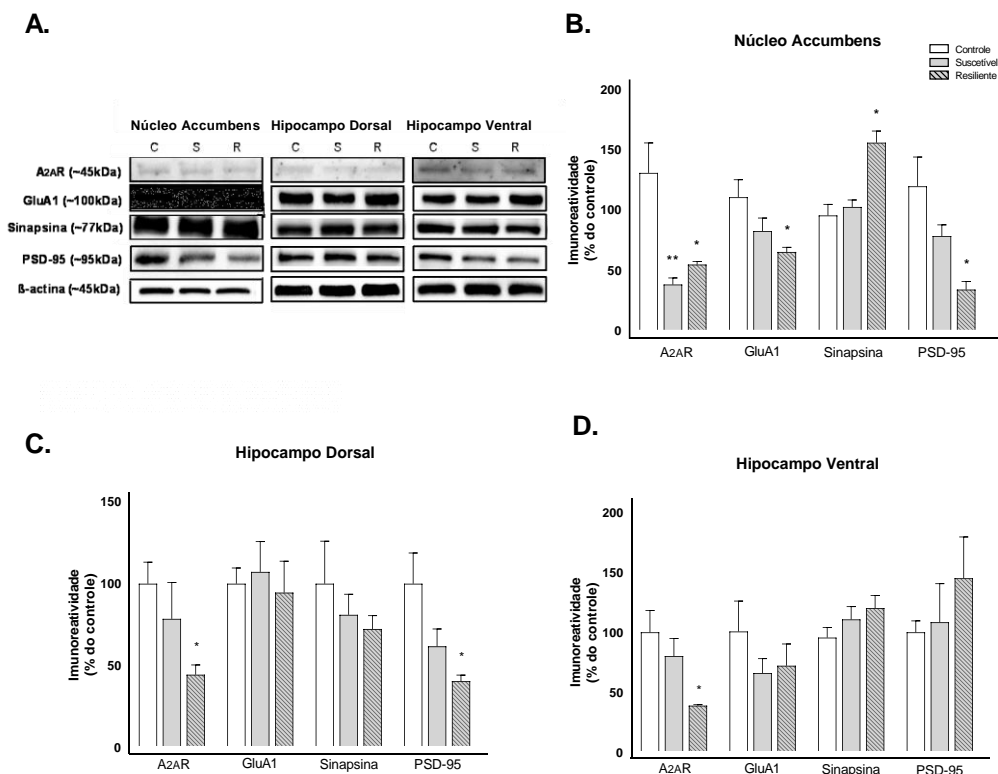 A.
Núcleo Accumbens Hipocampo Dorsal Hipocampo Ventral
C S R C S R C S R
A2AR (~45kDa)
GluA1 (~100kDa)
Sinapsina (~77kDa)
PSD-95 (~95kDa)
ß-actina (~45kDa)
B.
Núcleo Accumbens
Controle
Suscetível
Resiliente
Imunoreatividade
(% do controle)
200
150
100
50
0
** * * * *
A2AR GluA1 Sinapsina PSD-95
C.
Hipocampo Dorsal
Imunoreatividade
(% do controle)
150
100
50
0
* *
A2AR GluA1 Sinapsina PSD-95
D.
Hipocampo Ventral
Imunoreatividade
(% do controle)
200
150
100
50
0
*
A2AR GluA1 Sinapsina PSD-95